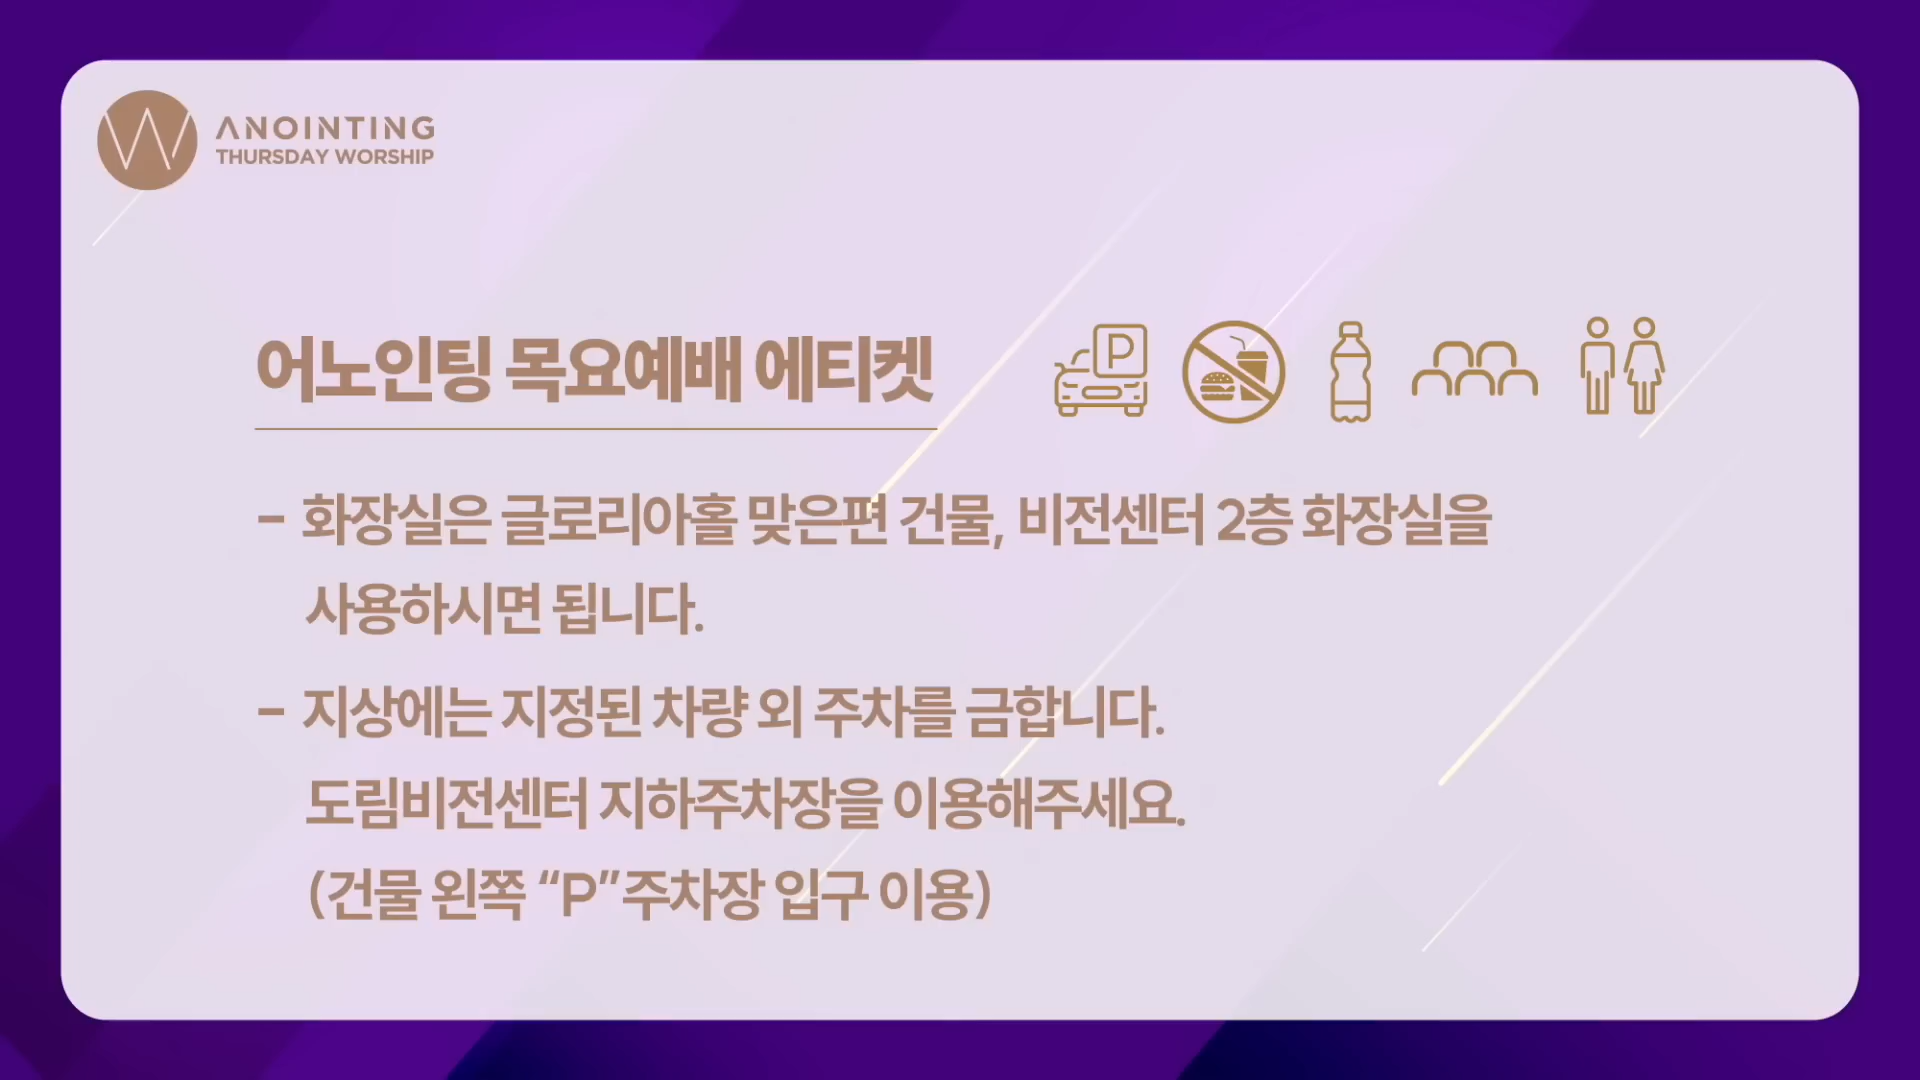 ANOINTING
THURSDAY WORSHIP
어노인팅 목요예배 에티켓
P
- 화장실은 글로리아홀 맞은편 건물, 비전센터 2층 화장실을
사용하시면 됩니다.
- 지상에는 지정된 차량 외 주차를 금합니다.
도림비전센터 지하주차장을 이용해주세요.
(건물 왼쪽 “P”주차장 입구 이용)